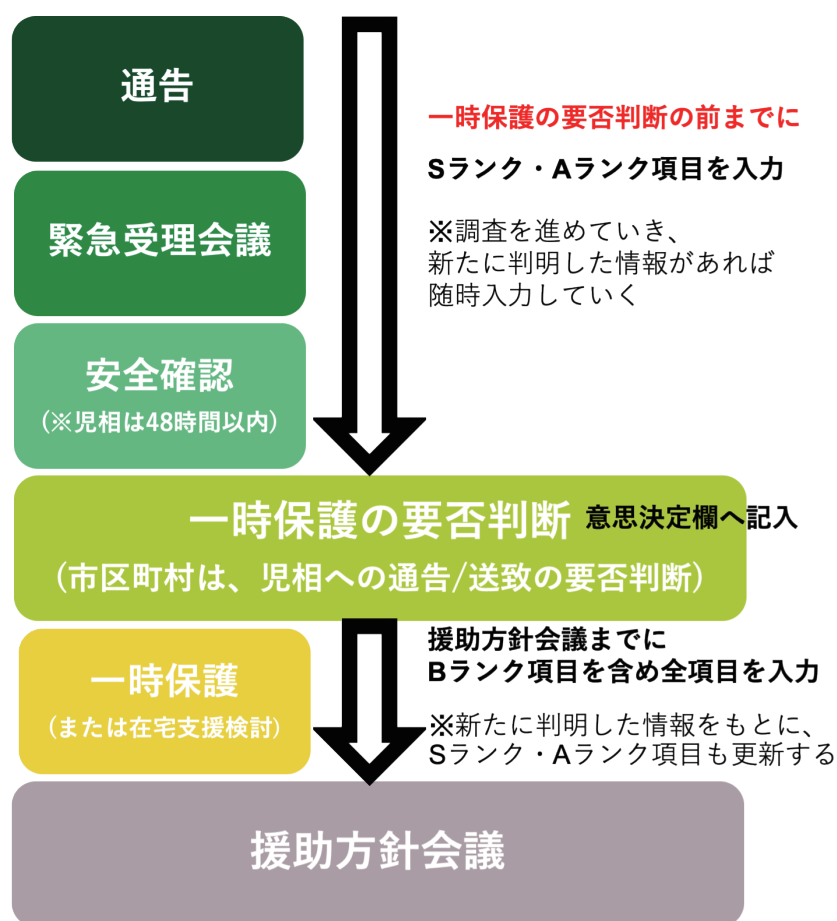 通告
一時保護の要否判断の前までに
Sランク・Aランク項目を入力
緊急受理会議
※調査を進めていき、
新たに判明した情報があれば
随時入力していく
安全確認
(※児相は48時間以内)
一時保護の要否判断 意思決定欄へ記入
(市区町村は、児相への通告/送致の要否判断)
援助方針会議までに
Bランク項目を含め全項目を入力
一時保護
(または在宅支援検討)
※新たに判明した情報をもとに、
Sランク・Aランク項目も更新する
援助方針会議